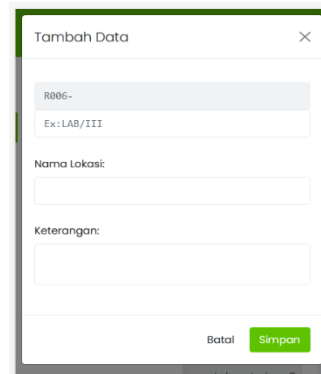 Tambah Data
R006-
Ex:LAB/III
Nama Lokasi:
Keterangan:
Batal Simpan